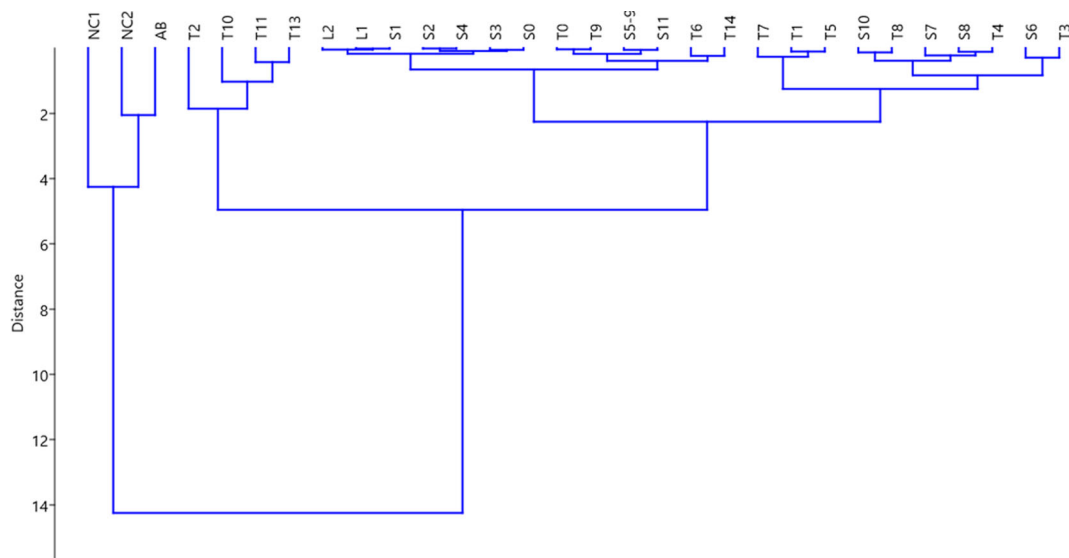 NC1
NC2
AB
T2
T10
T11
T13
L2
L1
S1
S2
S4
S3
S0
T0
T9
S5-9
S11
T6
T14
T7
T1
T5
S10
T8
S7
S8
T4
S6
T3
2
4
6
8
10
12
14
Distance